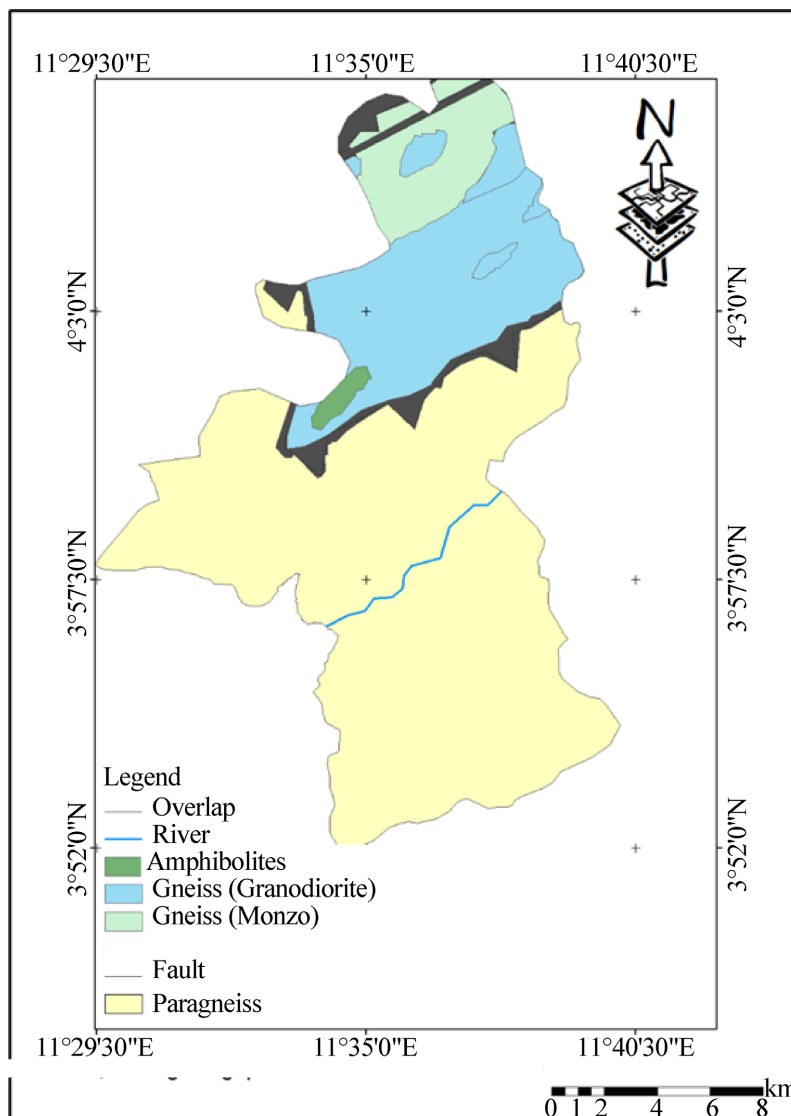 11°29'30"E 11°35'0"E 11°40'30"E
N
4°3'0"N 4°3'0"N
3°57'30"N 3°57'30"N
3°52'0"N 3°52'0"N
Legend
Overlap
River
Amphibolites
Gneiss (Granodiorite)
Gneiss (Monzo)
Fault
Paragneiss
11°29'30"E 11°35'0"E 11°40'30"E
km
0 1 2 4 6 8